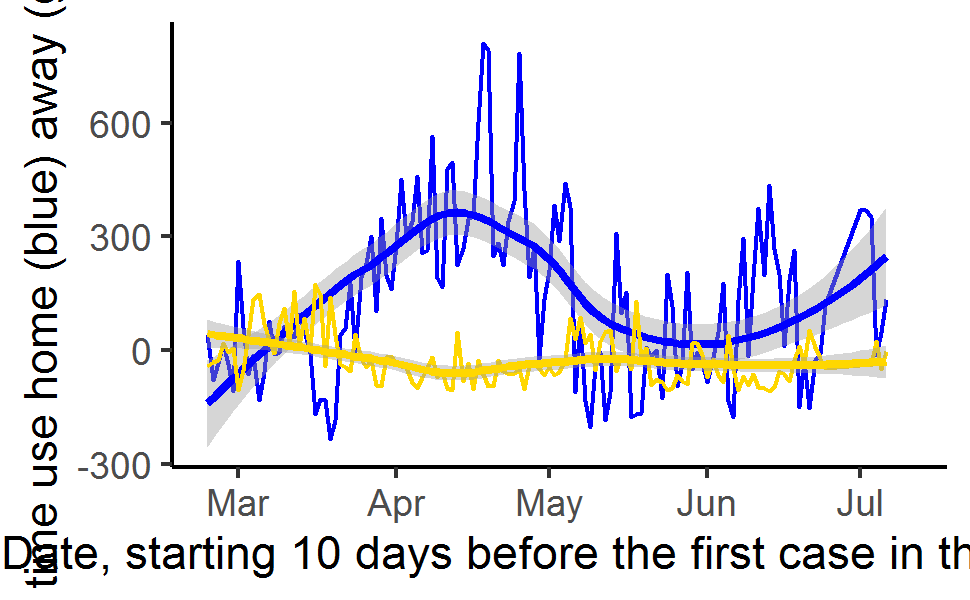 time use home (blue) away (
600
300
0
-300
Mar Apr May Jun Jul
Date, starting 10 days before the first case in th